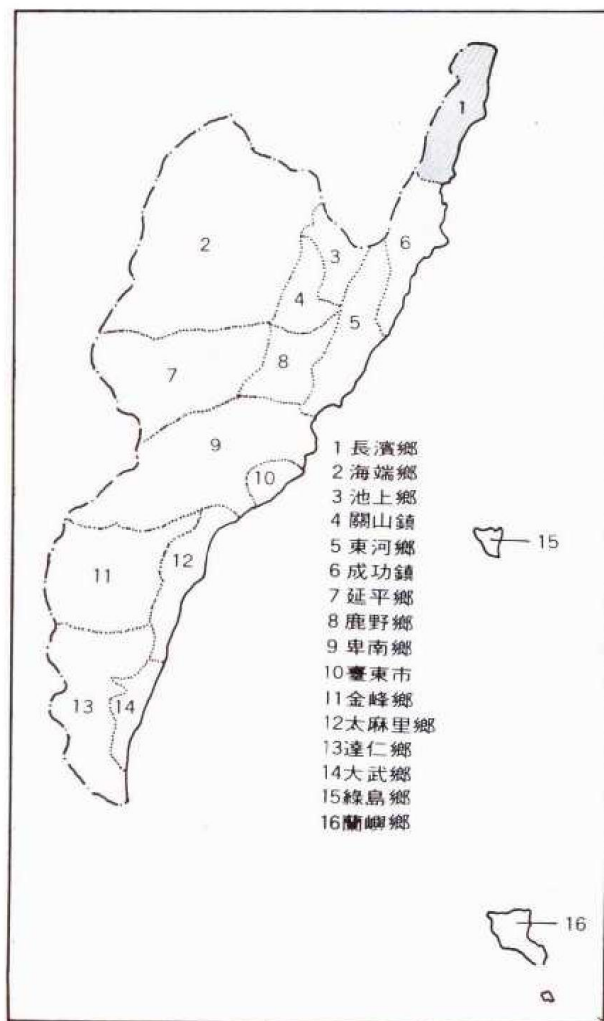 1
2
3
4
5
6
7
8
9
10
11
12
13
14
15
16
1 長濱鄉
2 海端鄉
3 池上鄉
4 關山鎮
5 東河鄉
6 成功鎮
7 延平鄉
8 鹿野鄉
9 卑南鄉
10 臺東市
11 金峰鄉
12 太麻里鄉
13 達仁鄉
14 大武鄉
15 綠島鄉
16 蘭嶼鄉